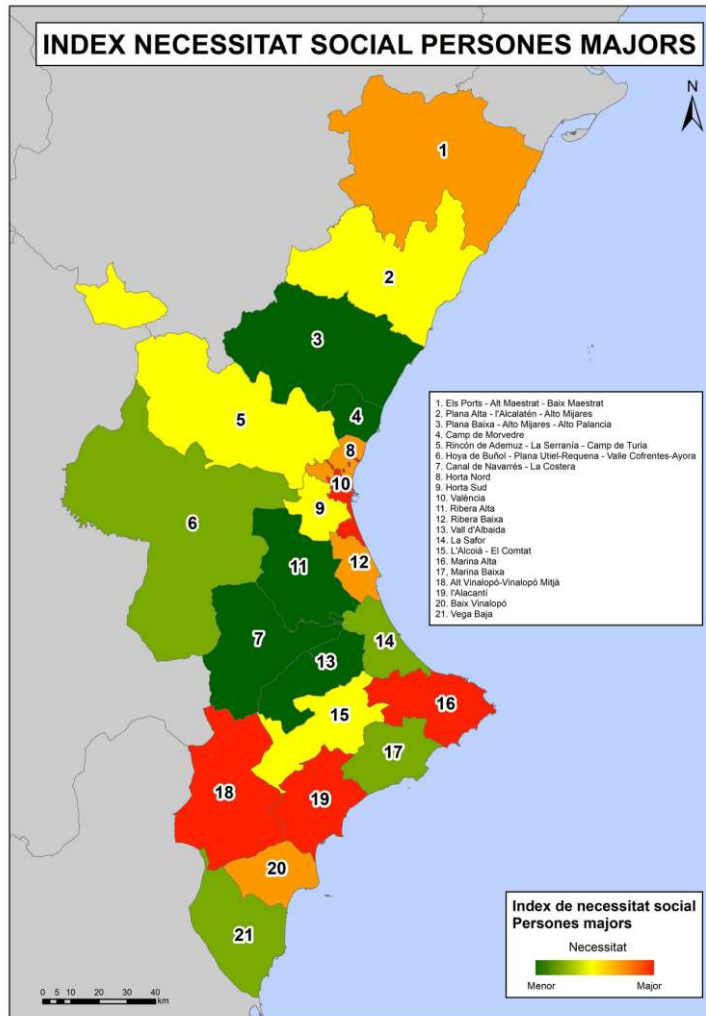 INDEX NECESSITAT SOCIAL PERSONES MAJORS
N
1
2
3
4
5
8
10
9
6
12
11
7
14
13
16
15
17
18
19
20
21
1. Els Ports - Alt Maestrat - Baix Maestrat
2. Plana Alta - l'Alcalatén - Alto Mijares
3. Plana Baixa - Alto Mijares - Alto Palancia
4. Camp de Morvedre
5. Rincón de Ademuz - La Serranía - Camp de Turia
6. Hoya de Buñol - Plana Utiel-Requena - Valle Cofrentes-Ayora
7. Canal de Navarrés - La Costera
8. Horta Nord
9. Horta Sud
10. València
11. Ribera Alta
12. Ribera Baixa
13. Vall d'Albaida
14. La Safor
15. L'Alcoià - El Comtat
16. Marina Alta
17. Marina Baixa
18. Alt Vinalopó-Vinalopó Mitjà
19. l'Alacantí
20. Baix Vinalopó
21. Vega Baja
Index de necessitat social
Persones majors
Necessitat
Menor Major
0 5 10 20 30 40
km